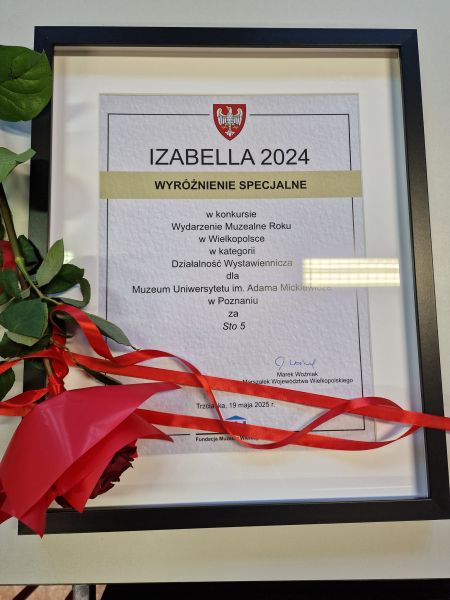 IZABELLA 2024
WYRÓŻNIENIE SPECJALNE
w konkursie
Wydarzenie Muzealne Roku
w Wielkopolsce
w kategorii
Działalność Wystawiennicza
dla
Muzeum Uniwersytetu im. Adama Mickiewicza
w Poznaniu
za
Sto 5
Marek Woźniak
Marszałek Województwa Wielkopolskiego
Trzcianka, 19 maja 2025 r.
Fundacja